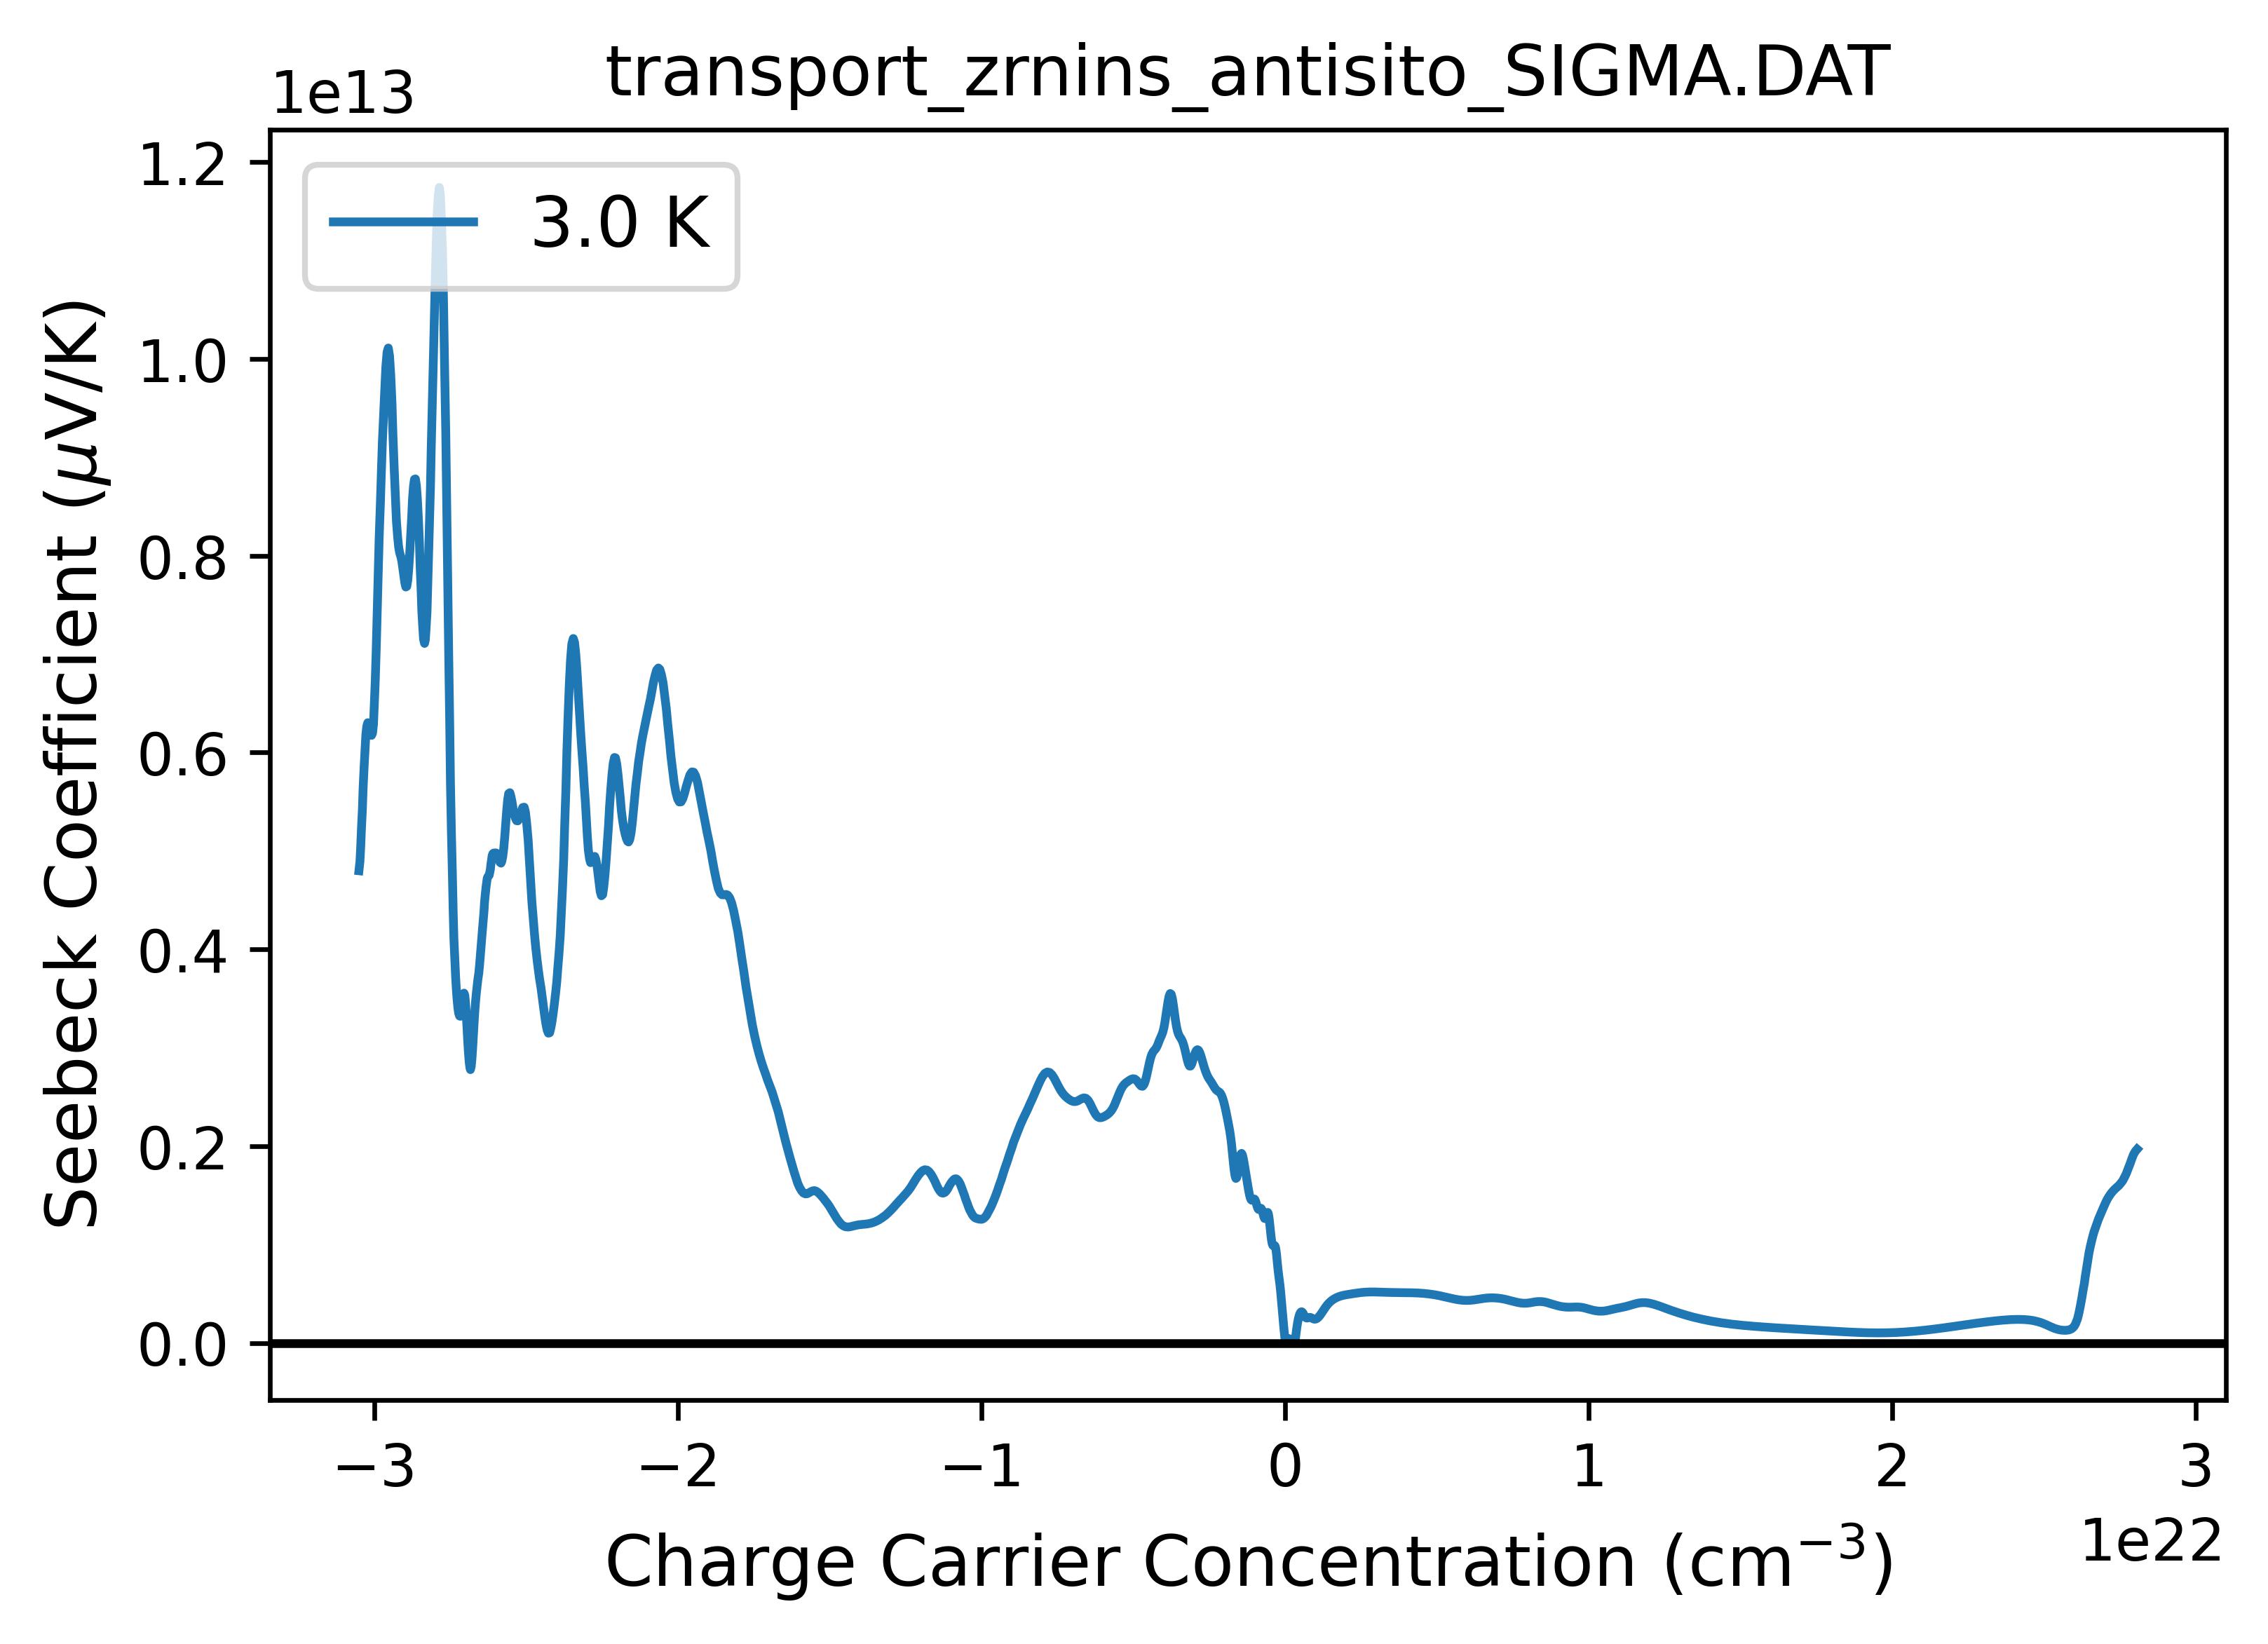 transport_zrnins_antisito_SIGMA.DAT
1e13
3.0 K
Seebeck Coefficient (μV/K)
1.2
1.0
0.8
0.6
0.4
0.2
0.0
−3 −2 −1 0 1 2 3
1e22
Charge Carrier Concentration (cm⁻³)